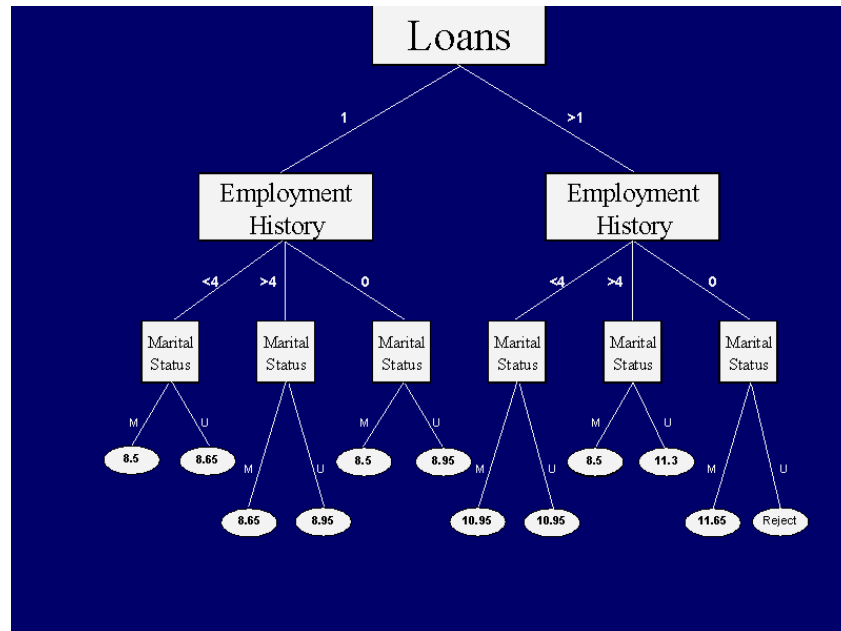 Loans
1
>1
Employment
History
Employment
History
<4
>4
0
<4
>4
0
Marital
Status
Marital
Status
Marital
Status
Marital
Status
Marital
Status
Marital
Status
M
U
M
U
M
U
8.5
8.65
8.5
8.95
8.5
11.3
M
U
M
U
M
U
8.65
8.95
10.95
10.95
11.65
Reject